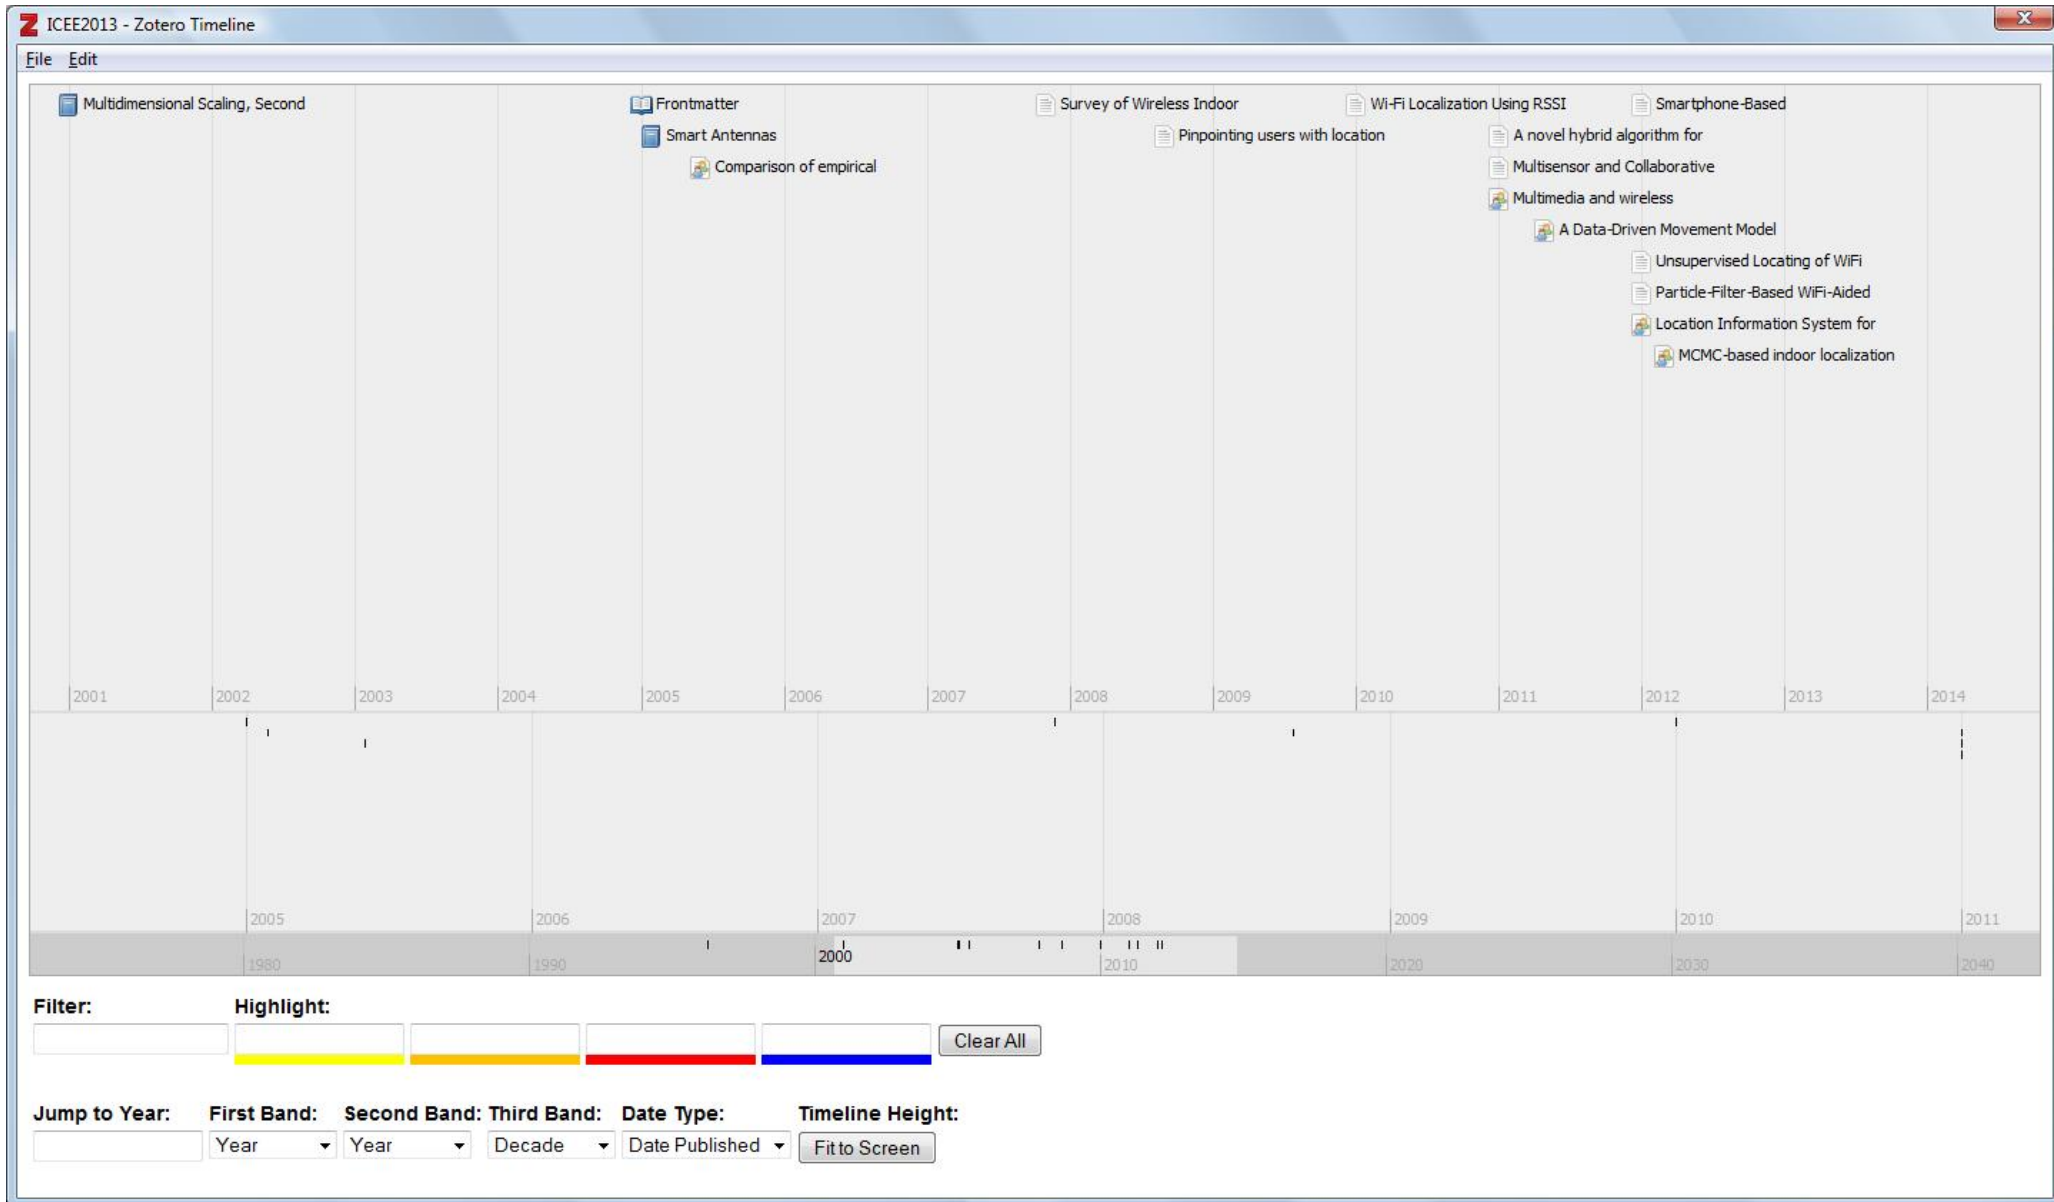 ICEE2013 - Zotero Timeline
X
File Edit
Multidimensional Scaling, Second
Frontmatter
Survey of Wireless Indoor
Wi-Fi Localization Using RSSI
Smartphone-Based
Smart Antennas
Pinpointing users with location
A novel hybrid algorithm for
Comparison of empirical
Multisensor and Collaborative
Multimedia and wireless
A Data-Driven Movement Model
Unsupervised Locating of WiFi
Particle-Filter-Based WiFi-Aided
Location Information System for
MCMC-based indoor localization
2001 2002 2003 2004 2005 2006 2007 2008 2009 2010 2011 2012 2013 2014
2005 2006 2007 2008 2009 2010 2011
1980 1990 2000 2010 2020 2030 2040
Filter: Highlight:
Clear All
Jump to Year: First Band: Second Band: Third Band: Date Type: Timeline Height:
Year Year Decade Date Published Fit to Screen